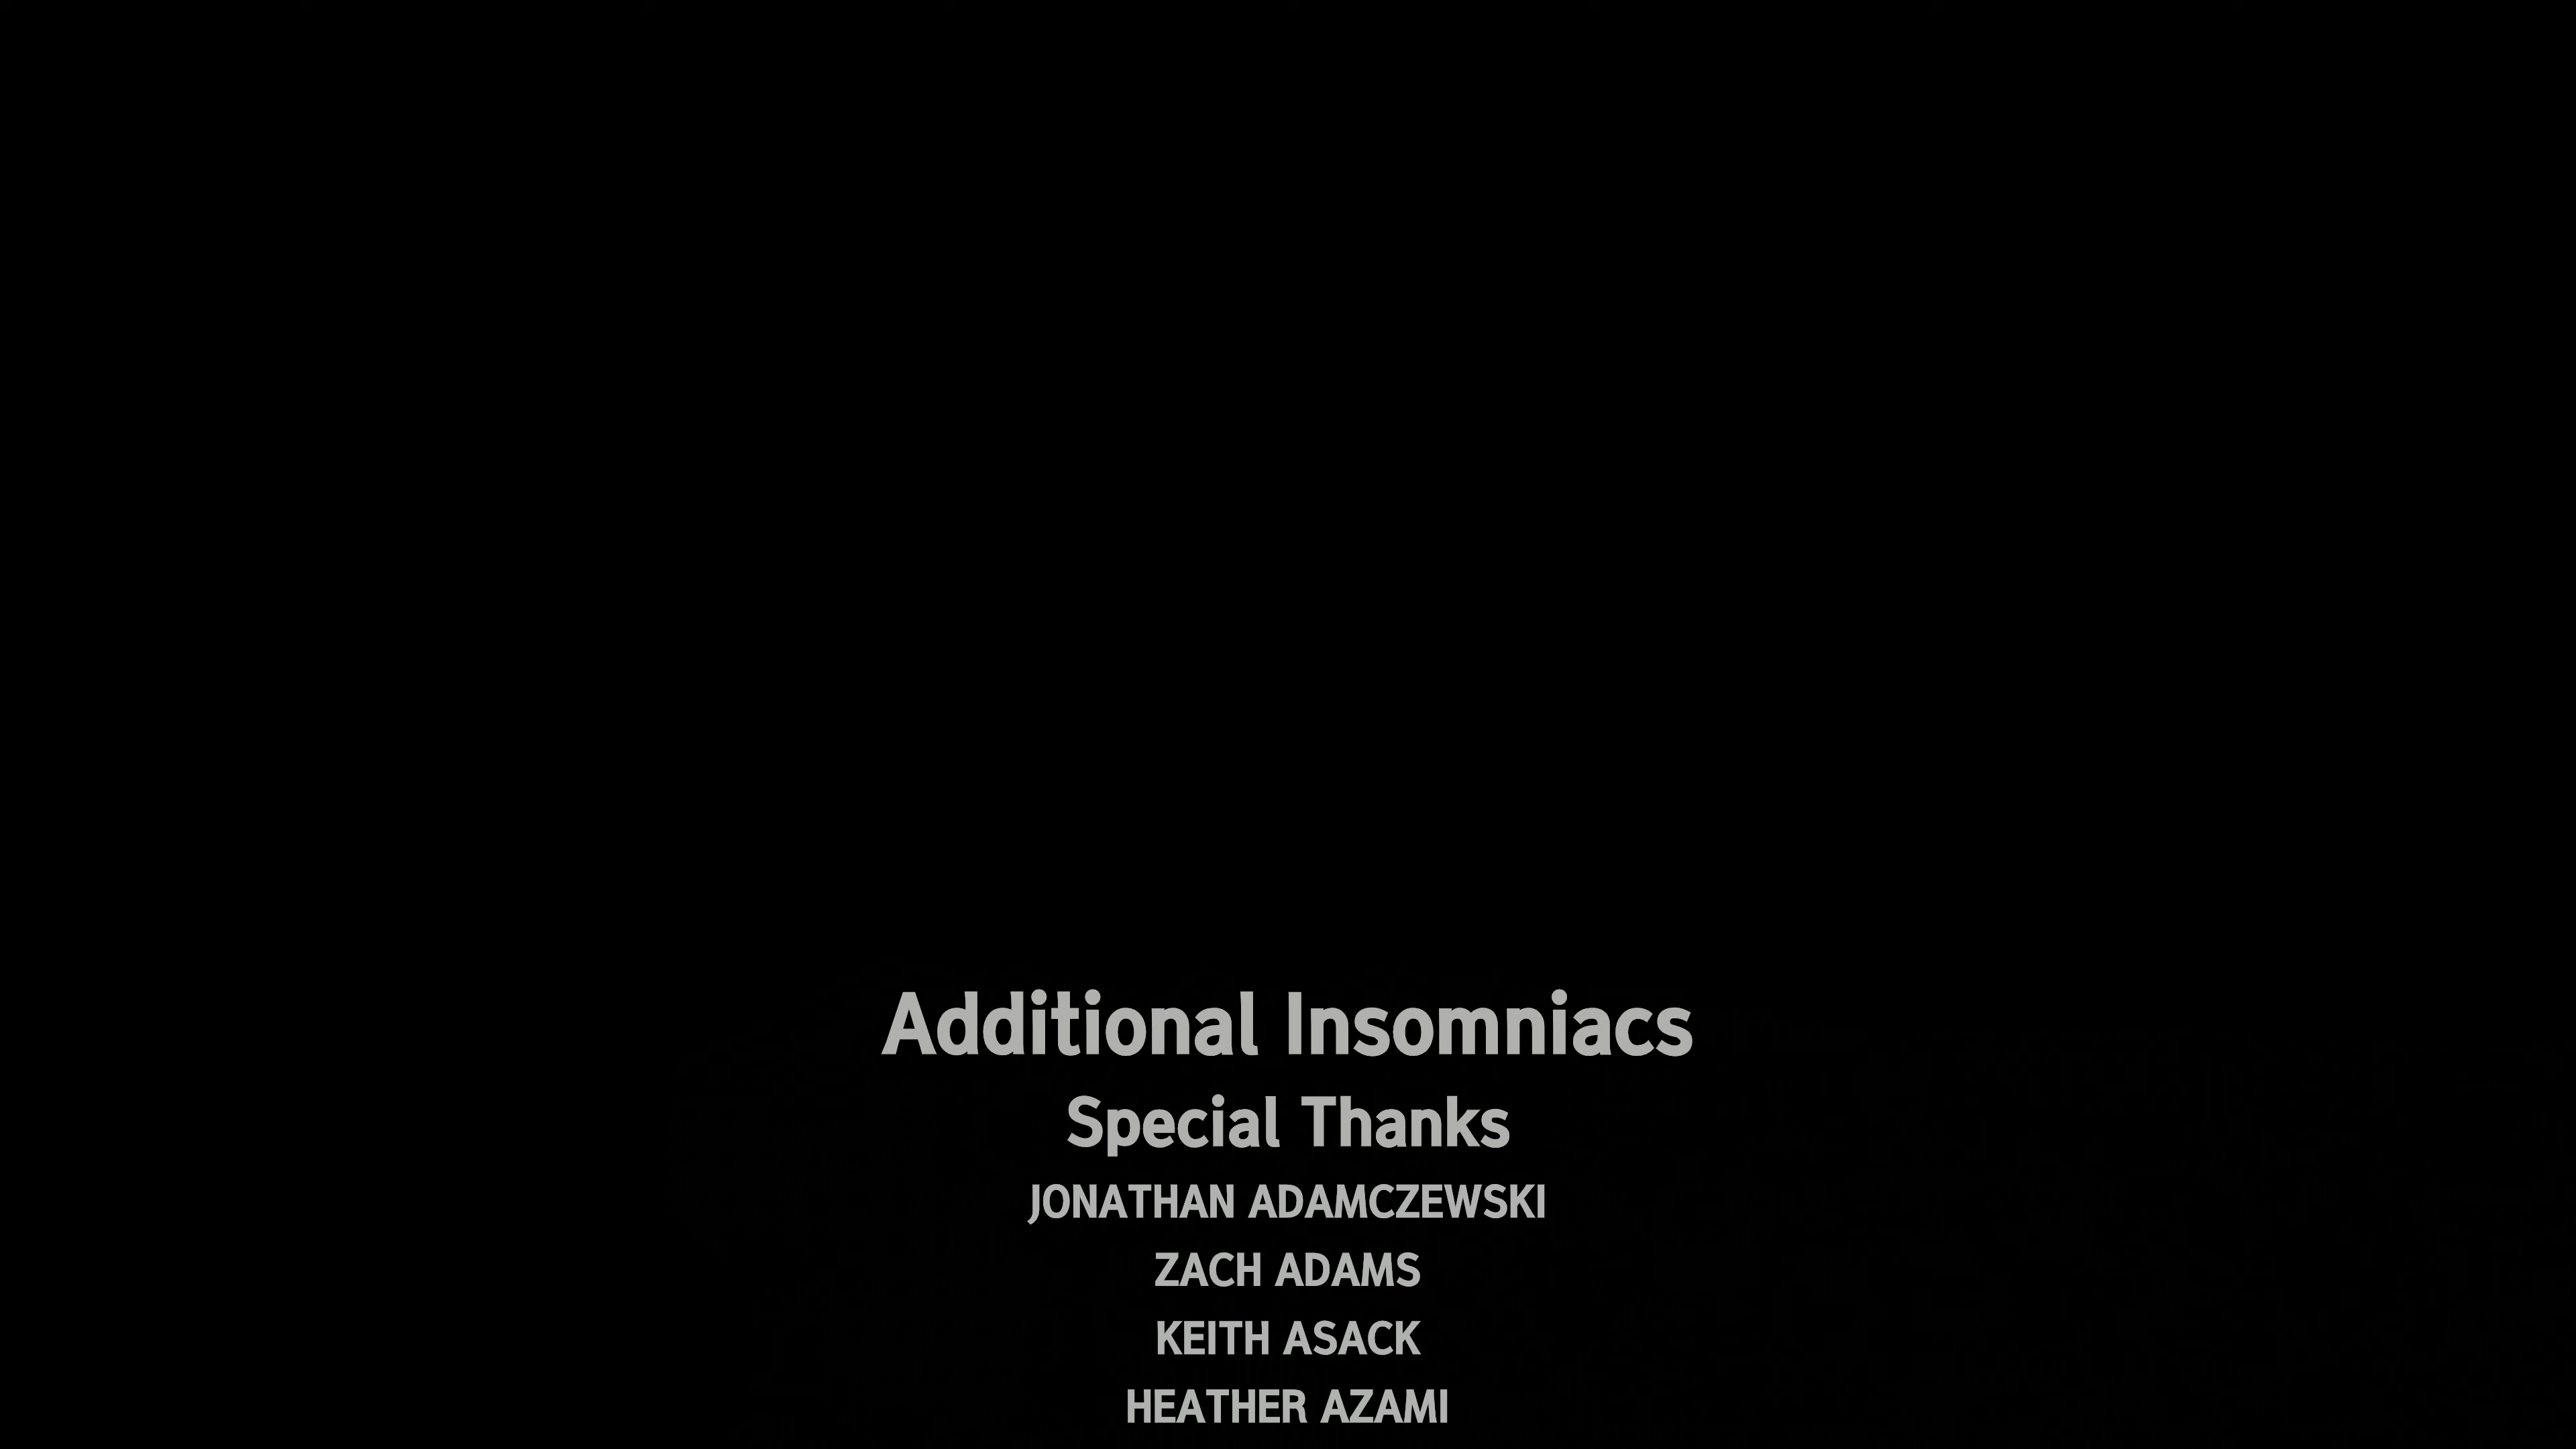 Additional Insomniacs
Special Thanks
JONATHAN ADAMCZEWSKI
ZACH ADAMS
KEITH ASACK
HEATHER AZAMI